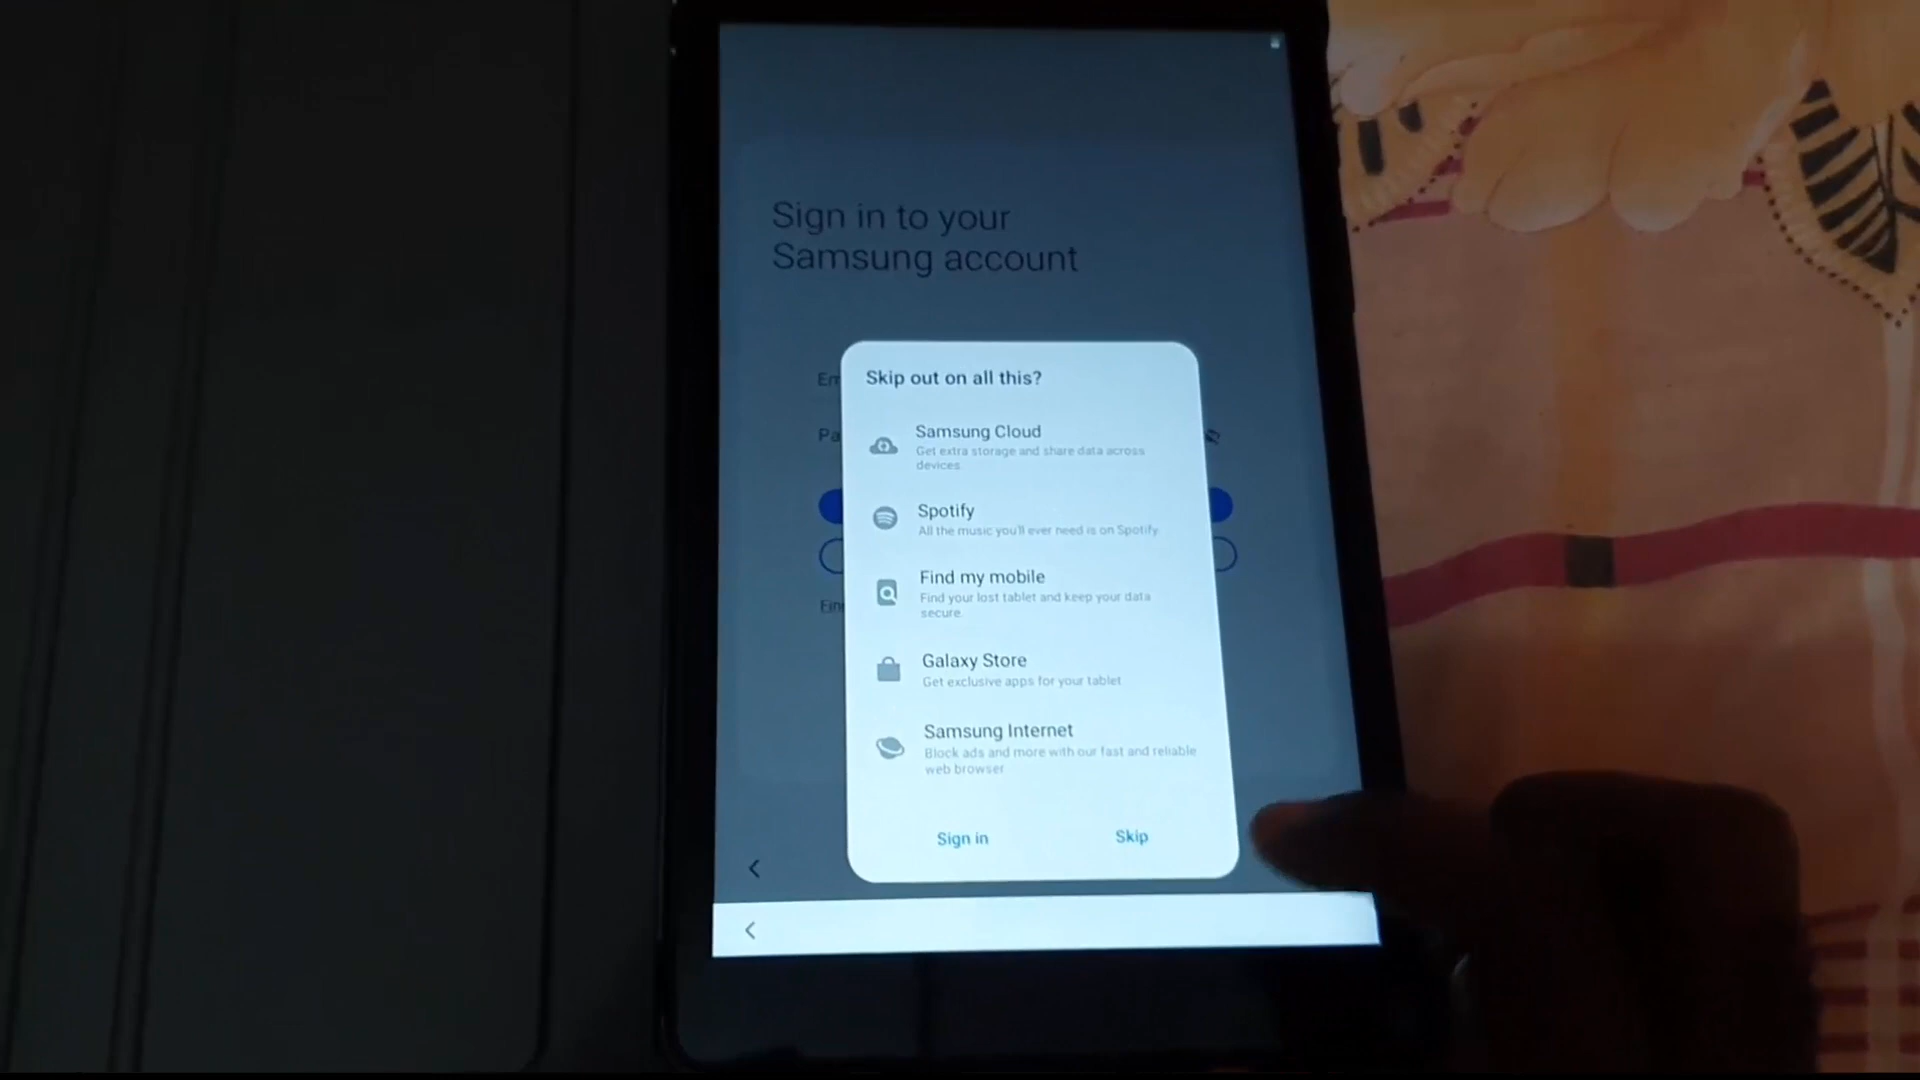 Sign in to your
Samsung account
Skip out on all this?
Samsung Cloud
Get extra storage and share data across
devices.
Spotify
All the music you'll ever need is on Spotify.
Find my mobile
Find your lost tablet and keep your data
secure.
Galaxy Store
Get exclusive apps for your tablet
Samsung Internet
Block ads and more with our fast and reliable
web browser
Sign in
Skip